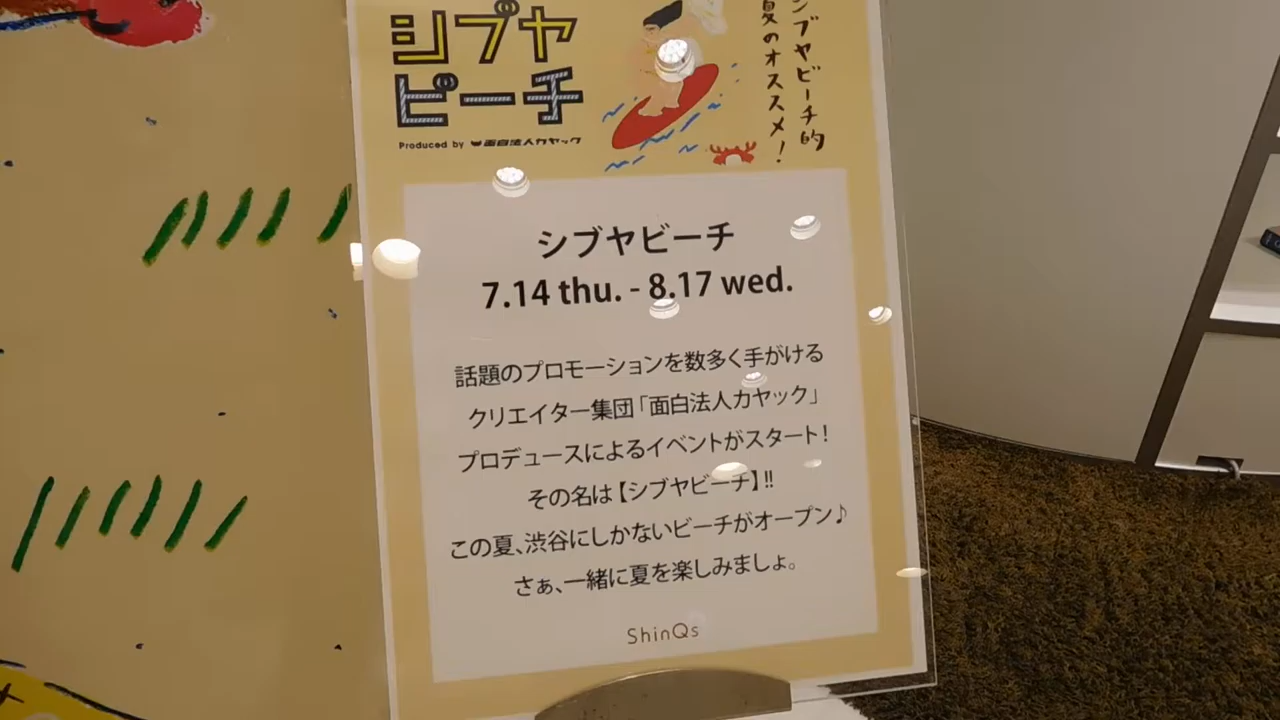 シブヤ
ビーチ
Produced by 面白法人カヤック
シブヤビーチ的
夏のオススメ!
シブヤビーチ
7.14 thu. - 8.17 wed.
話題のプロモーションを数多く手がける
クリエイター集団「面白法人カヤック」
プロデュースによるイベントがスタート!
その名は【シブヤビーチ】!!
この夏、渋谷にしかないビーチがオープン♪
さぁ、一緒に夏を楽しみましょ。
ShinQs